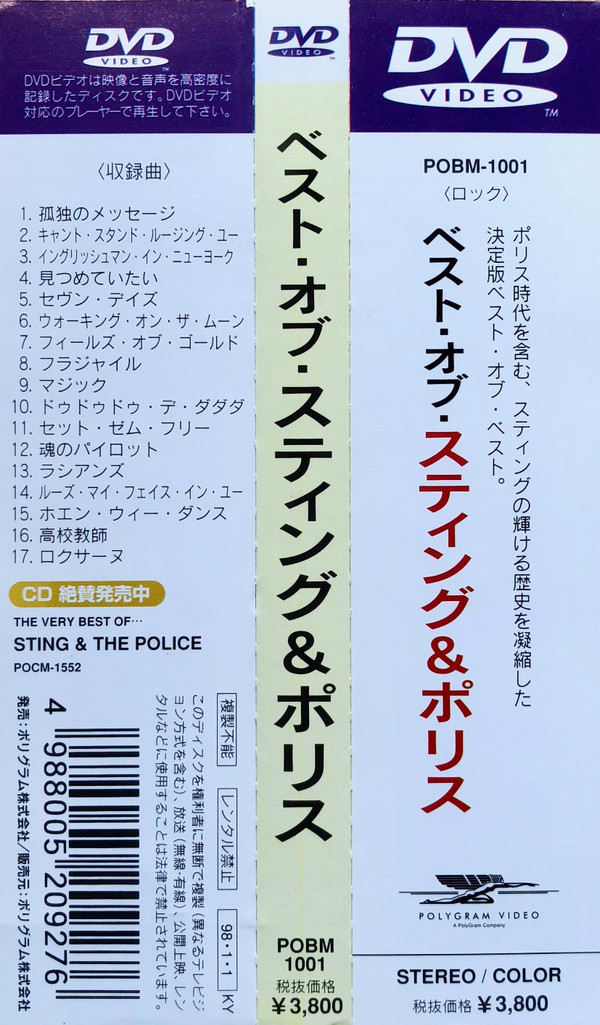 DVD
VIDEO
TM
DVDビデオは映像と音声を高密度に
記録したディスクです。DVDビデオ
対応のプレーヤーで再生して下さい。
〈収録曲〉
1. 孤独のメッセージ
2. キャント・スタンド・ルージング・ユー
3. イングリッシュマン・イン・ニューヨーク
4. 見つめていたい
5. セヴン・デイズ
6. ウォーキング・オン・ザ・ムーン
7. フィールズ・オブ・ゴールド
8. フラジャイル
9. マジック
10. ドゥドゥドゥ・デ・ダダダ
11. セット・ゼム・フリー
12. 魂のパイロット
13. ラシアンズ
14. ルーズ・マイ・フェイス・イン・ユー
15. ホエン・ウィー・ダンス
16. 高校教師
17. ロクサーヌ
CD 絶賛発売中
THE VERY BEST OF…
STING & THE POLICE
POCM-1552
複製不能
レンタル禁止
98・1・1
KY
このディスクを権利者に無断で複製(異なるテレビジ
ョン方式を含む)、放送(無線・有線)、公開上映、レン
タルなどに使用することは法律で禁止されています。
4 988005 209276
発売:ポリグラム株式会社/販売元:ポリグラム株式会社
DVD
VIDEO
TM
ベスト・オブ・スティング&ポリス
POBM
1001
税抜価格
¥3,800
DVD
VIDEO
TM
POBM-1001
〈ロック〉
ポリス時代を含む、スティングの輝ける歴史を凝縮した
決定版ベスト・オブ・ベスト。
ベスト・オブ・スティング&ポリス
POLYGRAM VIDEO
A PolyGram Company
STEREO / COLOR
税抜価格 ¥3,800